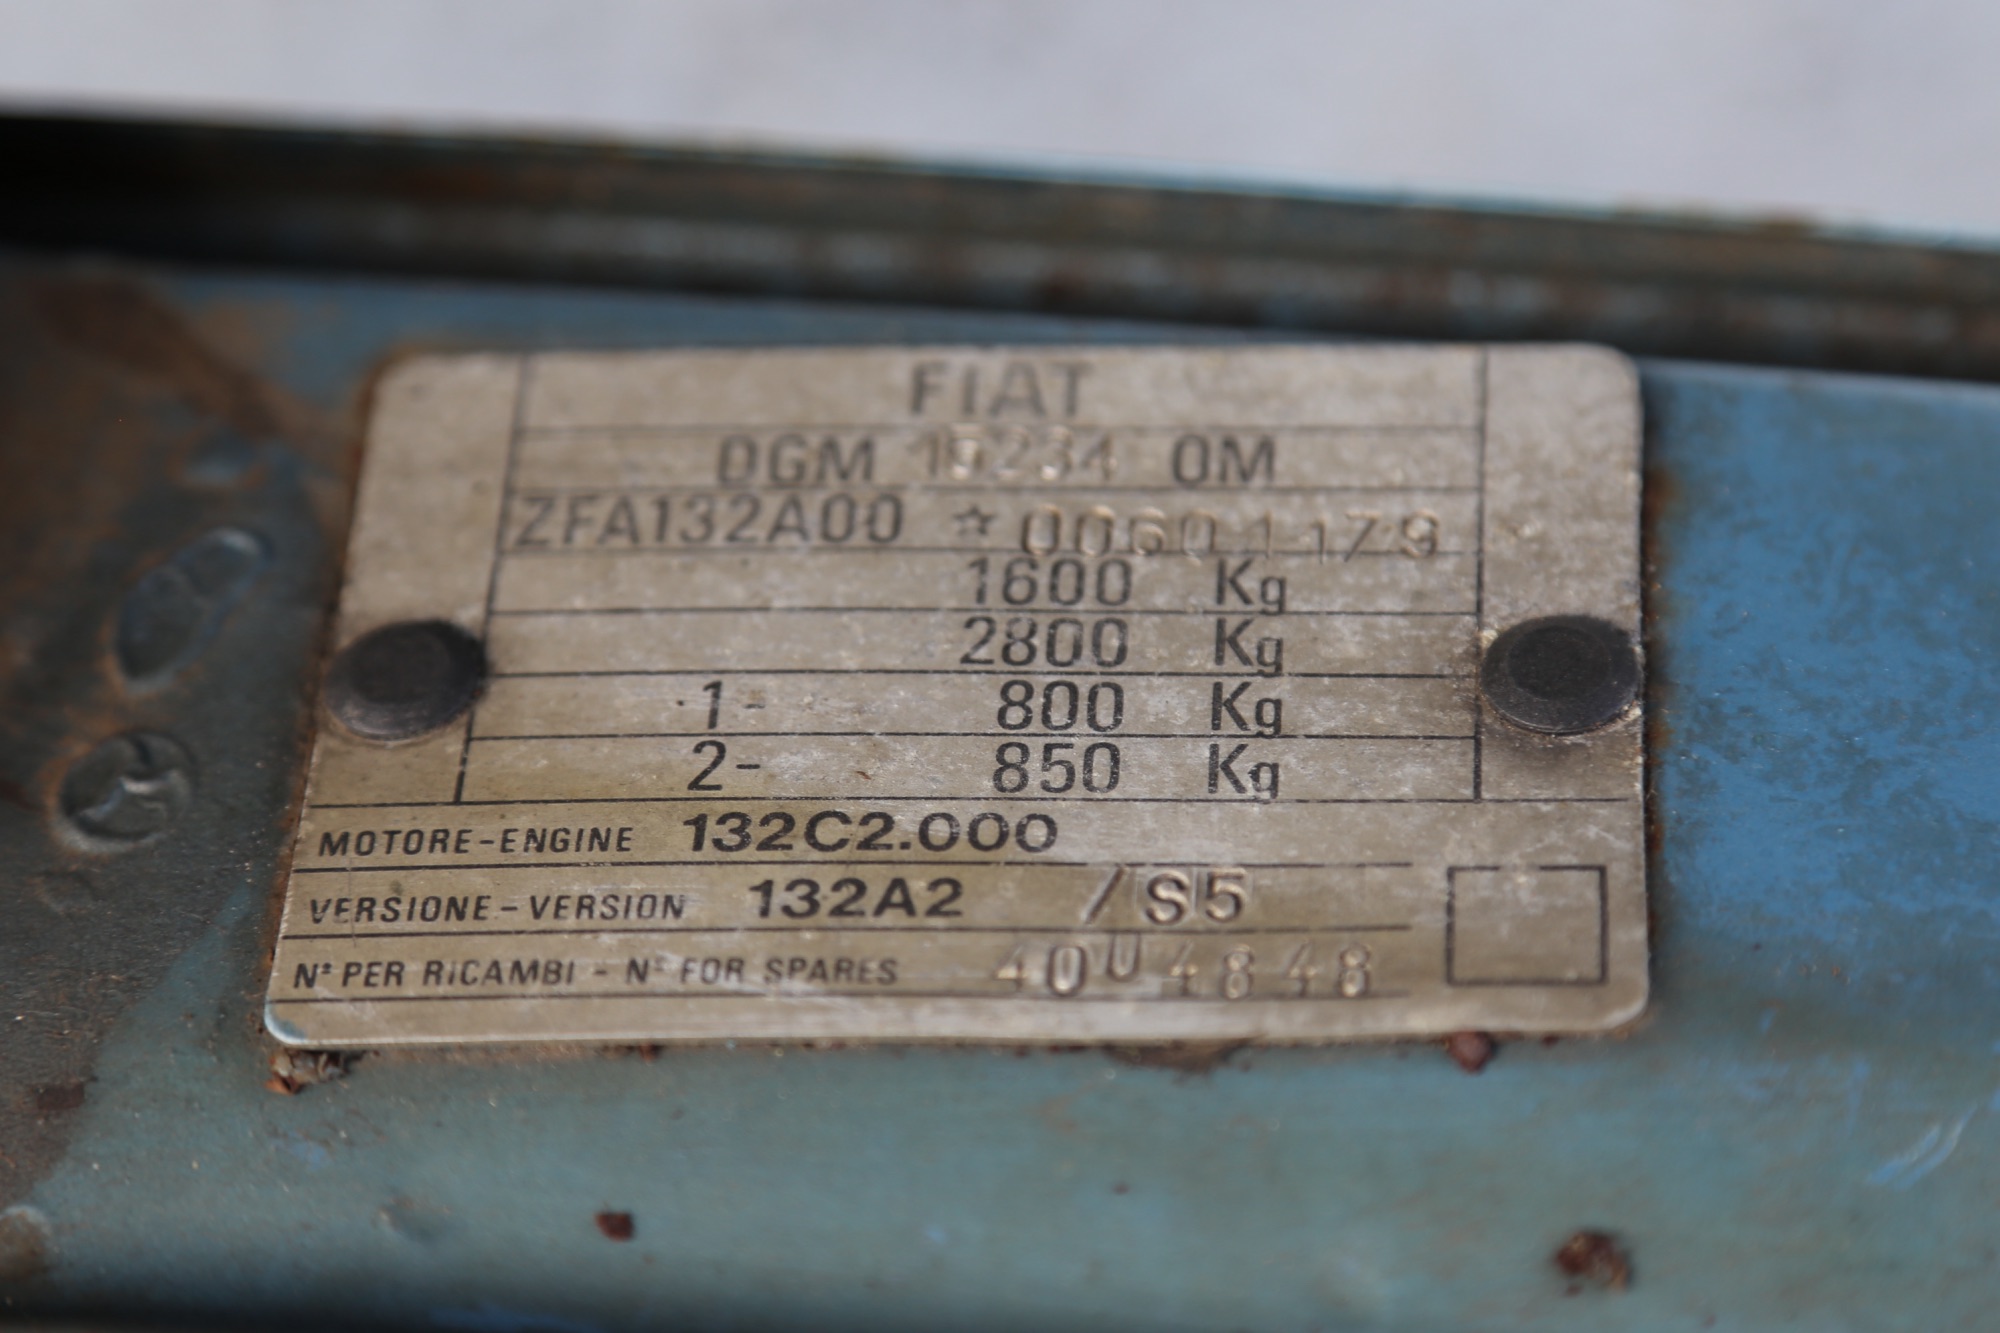 FIAT
DGM 15234 OM
ZFA132A00 *00601179
1600 Kg
2800 Kg
1- 800 Kg
2- 850 Kg
MOTORE-ENGINE 132C2.000
VERSIONE-VERSION 132A2 /S5
Nº PER RICAMBI - Nº FOR SPARES 40U4848